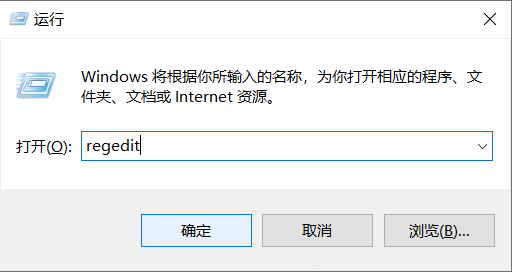 运行
Windows 将根据你所输入的名称，为你打开相应的程序、文
件夹、文档或 Internet 资源。
打开(O): regedit
确定 取消 浏览(B)...